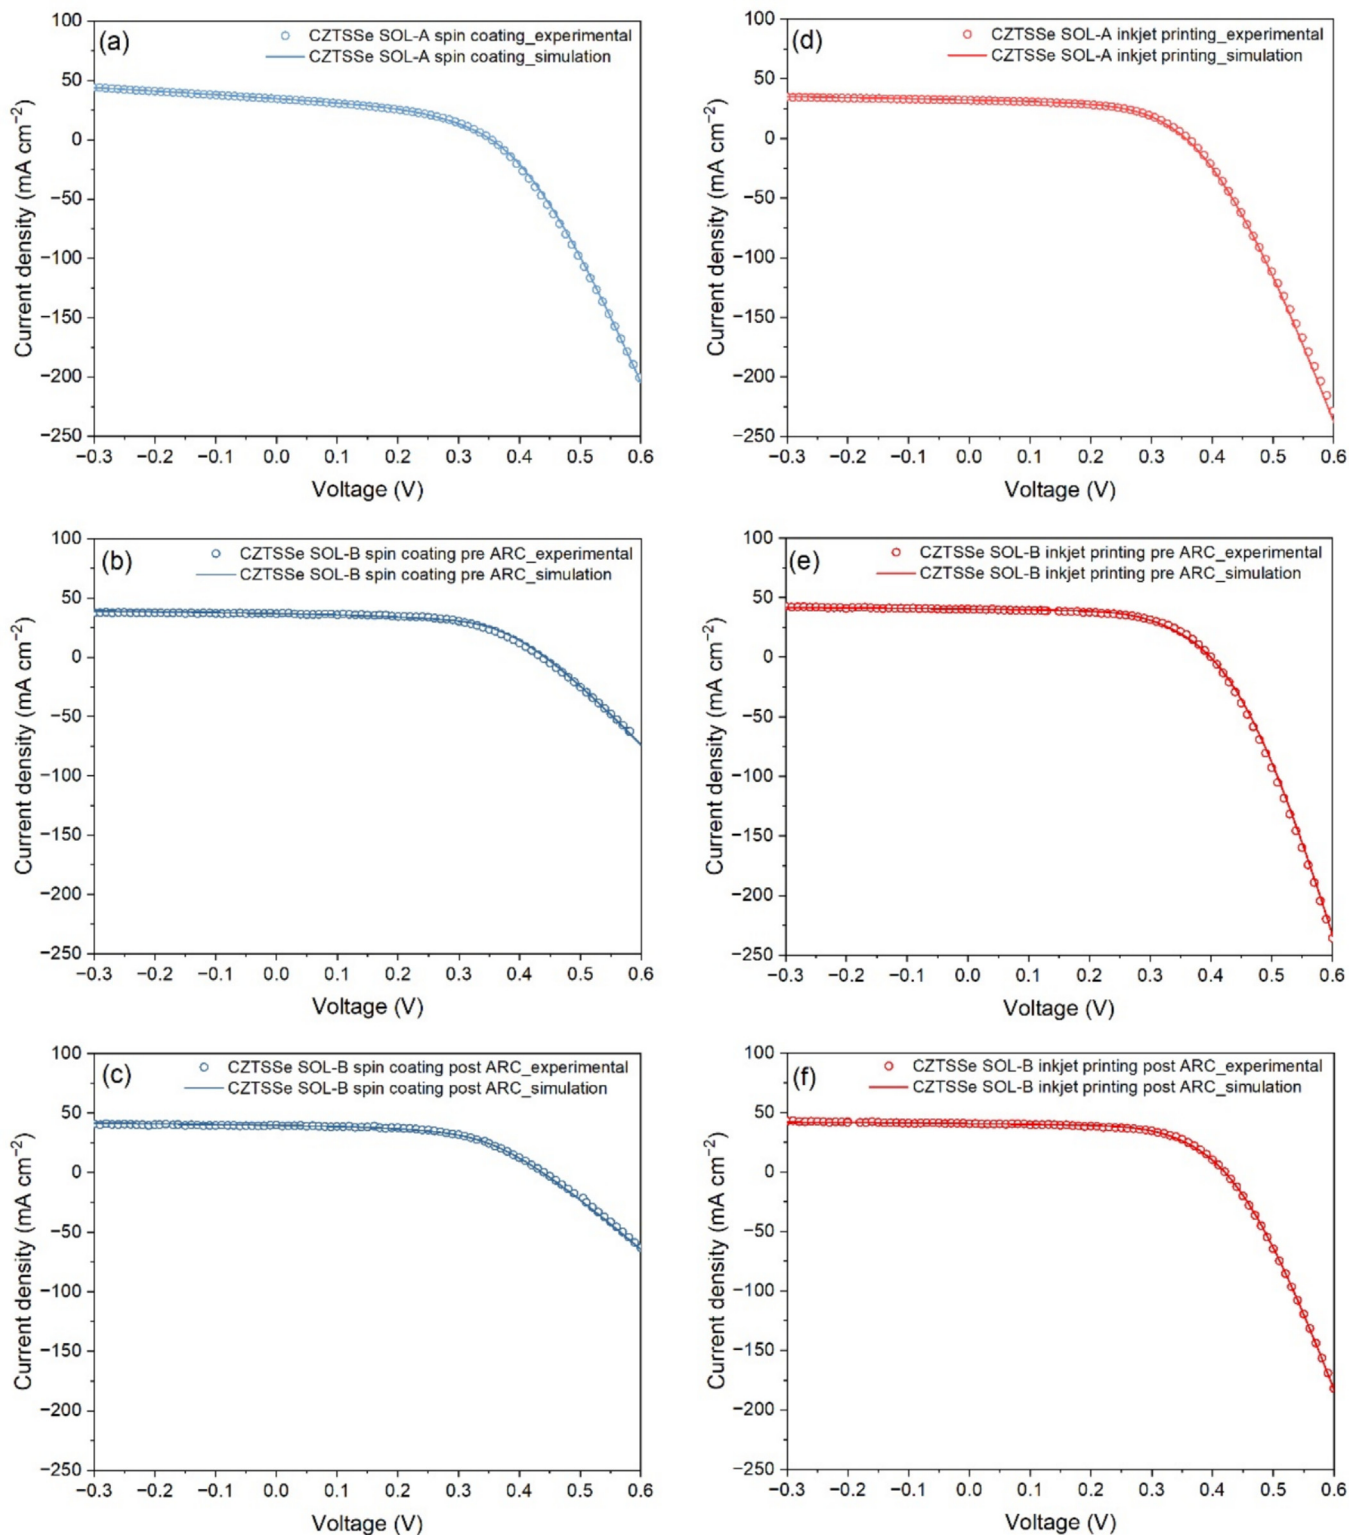 (a)
CZTSSe SOL-A spin coating_experimental
CZTSSe SOL-A spin coating_simulation
100
50
0
−50
−100
−150
−200
−250
Current density (mA cm⁻²)
−0.3 −0.2 −0.1 0.0 0.1 0.2 0.3 0.4 0.5 0.6
Voltage (V)
(d)
CZTSSe SOL-A inkjet printing_experimental
CZTSSe SOL-A inkjet printing_simulation
100
50
0
−50
−100
−150
−200
−250
Current density (mA cm⁻²)
−0.3 −0.2 −0.1 0.0 0.1 0.2 0.3 0.4 0.5 0.6
Voltage (V)
(b)
CZTSSe SOL-B spin coating pre ARC_experimental
CZTSSe SOL-B spin coating pre ARC_simulation
100
50
0
−50
−100
−150
−200
−250
Current density (mA cm⁻²)
−0.3 −0.2 −0.1 0.0 0.1 0.2 0.3 0.4 0.5 0.6
Voltage (V)
(e)
CZTSSe SOL-B inkjet printing pre ARC_experimental
CZTSSe SOL-B inkjet printing pre ARC_simulation
100
50
0
−50
−100
−150
−200
−250
Current density (mA cm⁻²)
−0.3 −0.2 −0.1 0.0 0.1 0.2 0.3 0.4 0.5 0.6
Voltage (V)
(c)
CZTSSe SOL-B spin coating post ARC_experimental
CZTSSe SOL-B spin coating post ARC_simulation
100
50
0
−50
−100
−150
−200
−250
Current density (mA cm⁻²)
−0.3 −0.2 −0.1 0.0 0.1 0.2 0.3 0.4 0.5 0.6
Voltage (V)
(f)
CZTSSe SOL-B inkjet printing post ARC_experimental
CZTSSe SOL-B inkjet printing post ARC_simulation
100
50
0
−50
−100
−150
−200
−250
Current density (mA cm⁻²)
−0.3 −0.2 −0.1 0.0 0.1 0.2 0.3 0.4 0.5 0.6
Voltage (V)